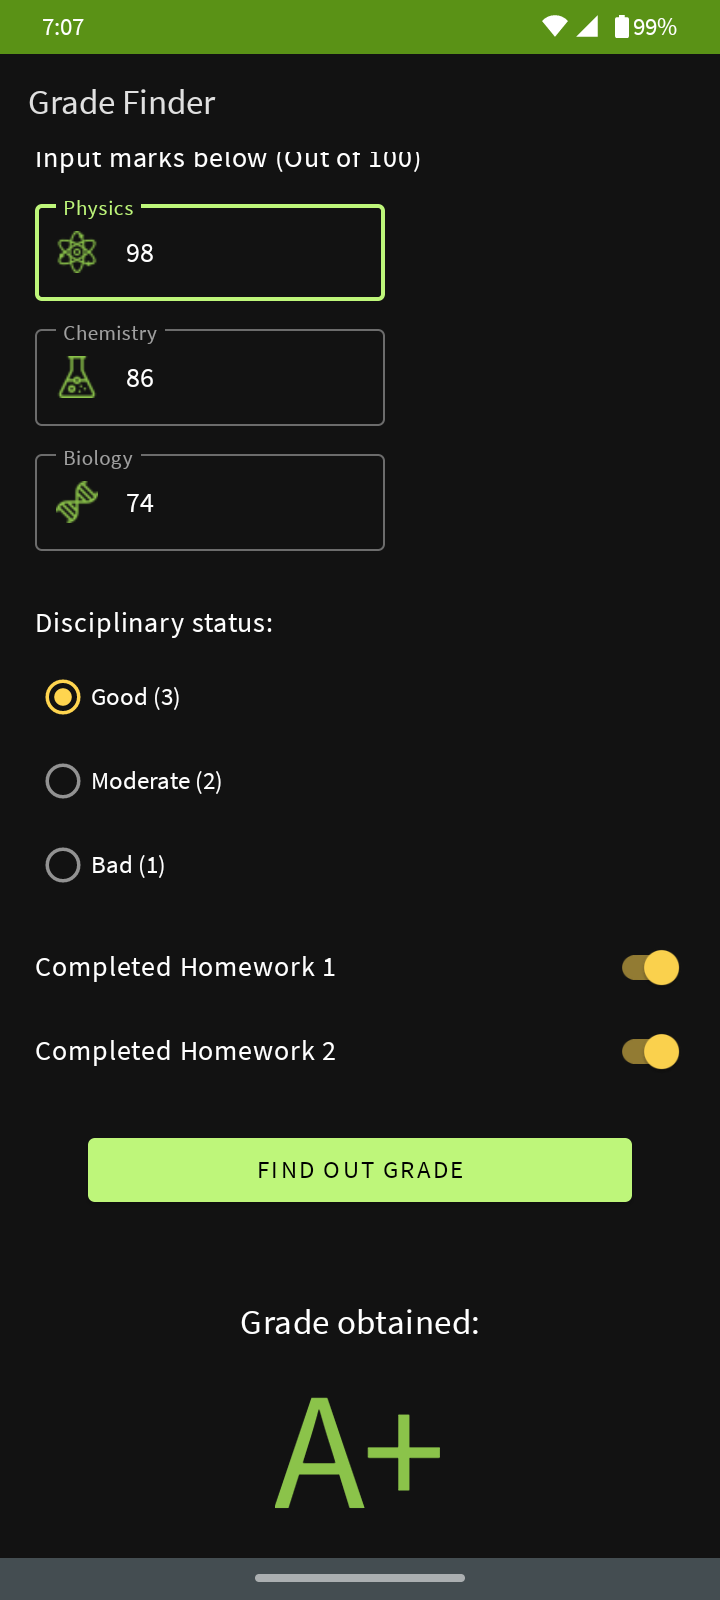 7:07
99%
Grade Finder
Input marks below (Out of 100)
Physics
98
Chemistry
86
Biology
74
Disciplinary status:
Good (3)
Moderate (2)
Bad (1)
Completed Homework 1
Completed Homework 2
FIND OUT GRADE
Grade obtained:
A+